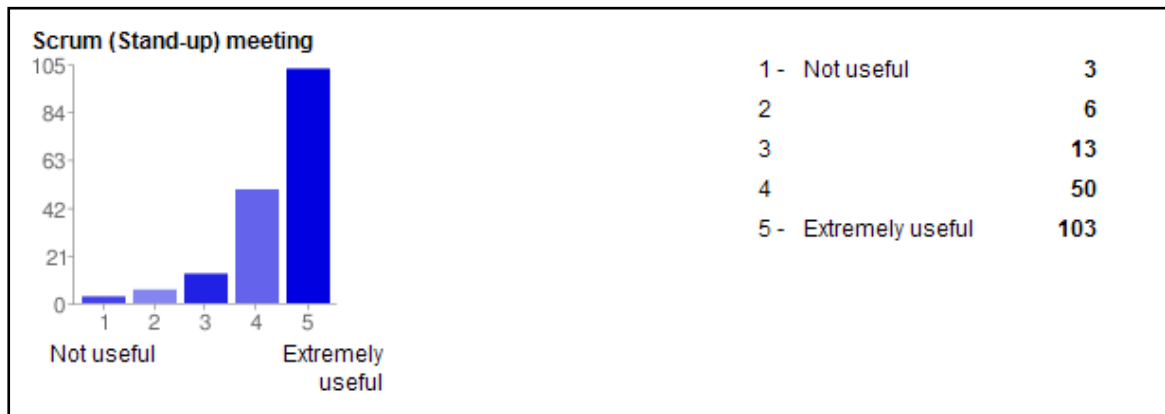 Scrum (Stand-up) meeting
105
84
63
42
21
0
1 2 3 4 5
Not useful Extremely
useful
1 - Not useful 3
2 6
3 13
4 50
5 - Extremely useful 103